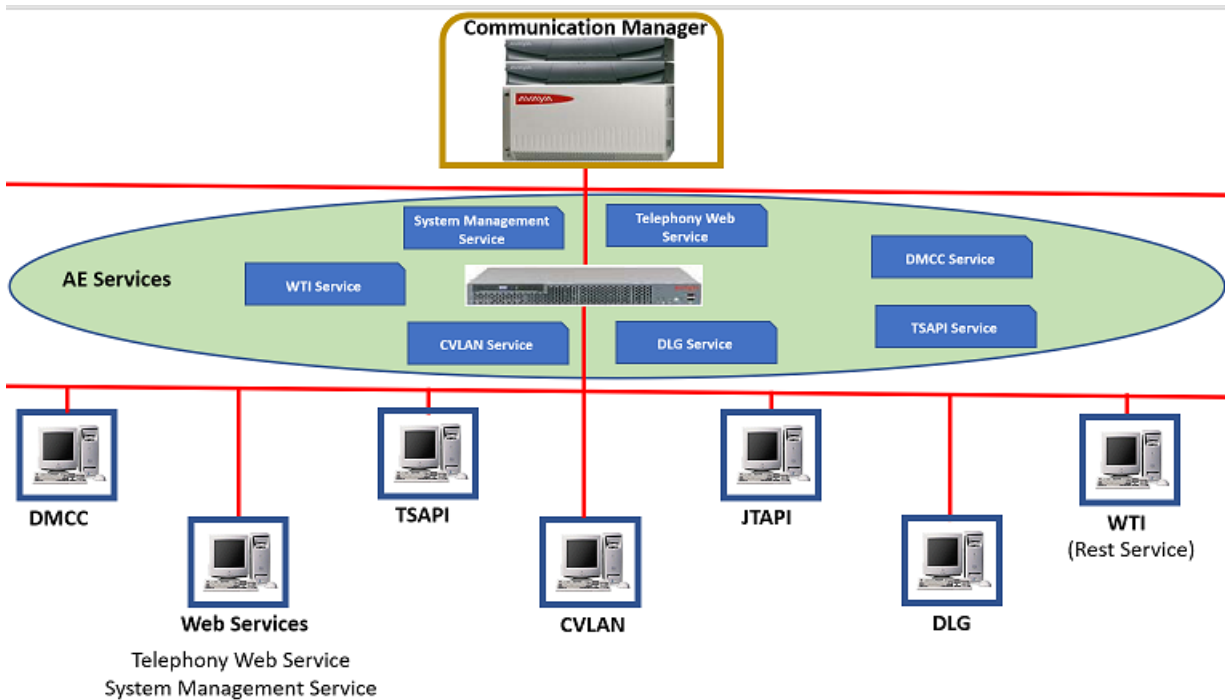 Communication Manager
AVAYA
System Management
Service
Telephony Web
Service
DMCC Service
AE Services
WTI Service
CVLAN Service
DLG Service
TSAPI Service
DMCC
TSAPI
JTAPI
WTI
(Rest Service)
Web Services
CVLAN
DLG
Telephony Web Service
System Management Service